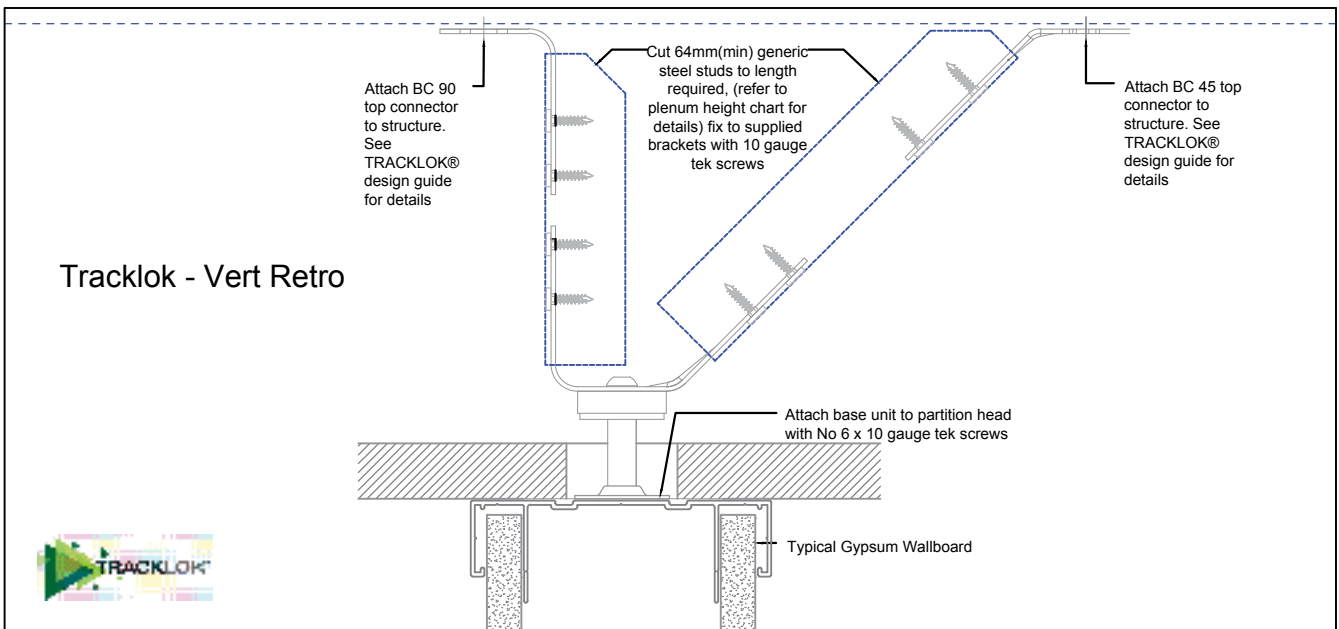 Cut 64mm(min) generic
steel studs to length
required, (refer to
plenum height chart for
details) fix to supplied
brackets with 10 gauge
tek screws
Attach BC 90
top connector
to structure.
See
TRACKLOK®
design guide
for details
Attach BC 45 top
connector to
structure. See
TRACKLOK®
design guide for
details
Tracklok - Vert Retro
Attach base unit to partition head
with No 6 x 10 gauge tek screws
Typical Gypsum Wallboard
TRACKLOK